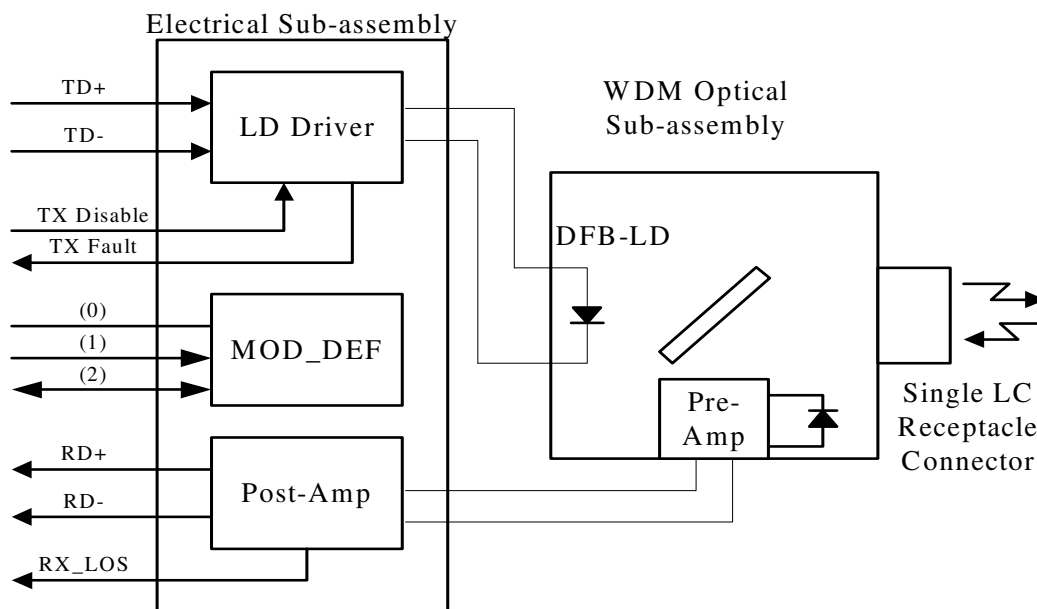 Electrical Sub-assembly
TD+
TD-
LD Driver
TX Disable
TX Fault
(0)
(1)
(2)
MOD_DEF
RD+
RD-
Post-Amp
RX_LOS
WDM Optical
Sub-assembly
DFB-LD
Pre-
Amp
Single LC
Receptacle
Connector